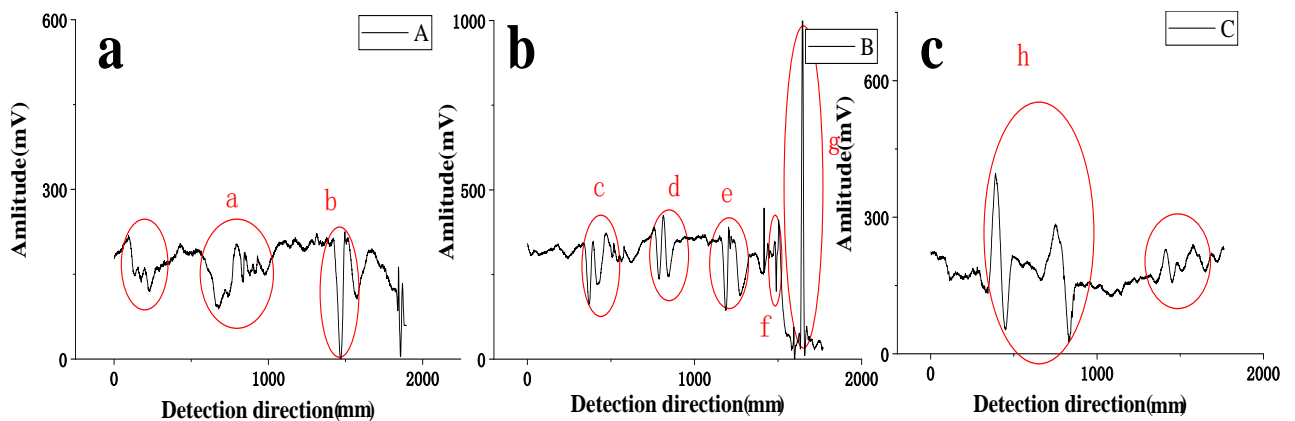 a
A
600
300
0
Amlitude(mV)
a
b
0
1000
2000
Detection direction(mm)
b
B
1000
500
0
Amlitude(mV)
c
d
e
f
g
0
1000
2000
Detection direction(mm)
c
C
600
300
0
Amlitude(mV)
h
0
1000
2000
Detection direction(mm)